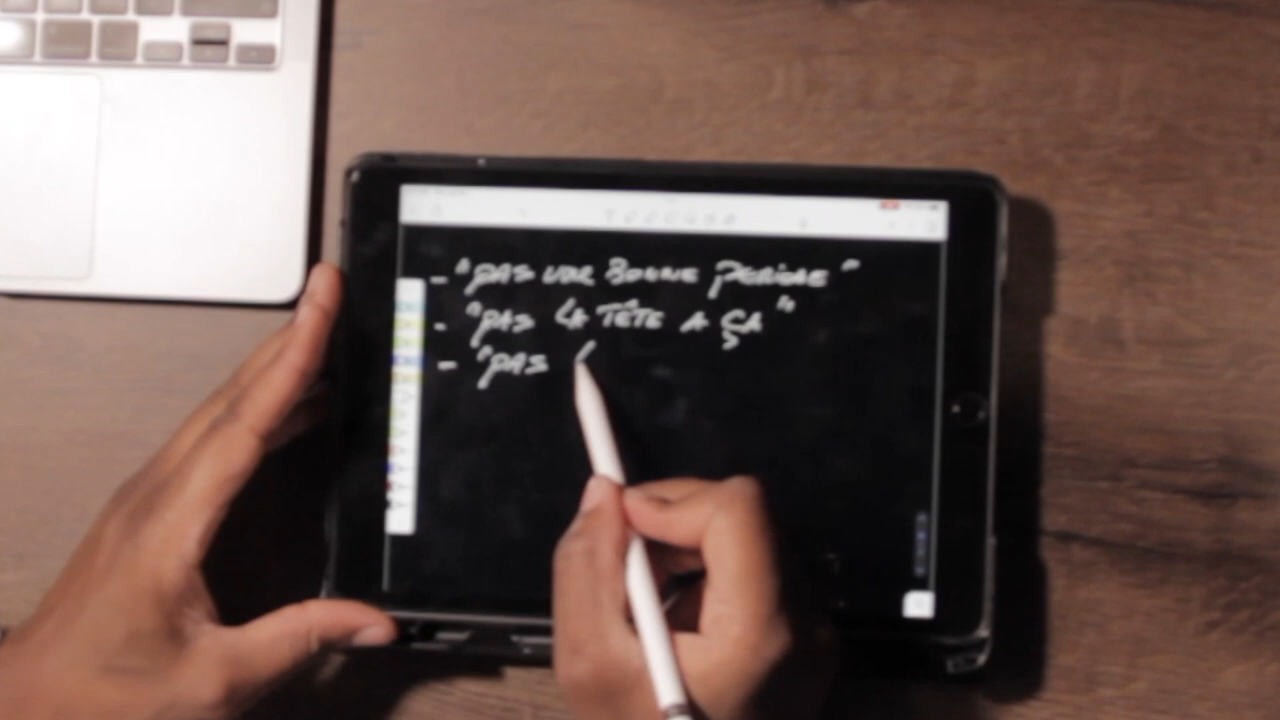 - "PAS UNE BONNE PERIODE"
- "PAS LA TÊTE A ÇA"
- "PAS